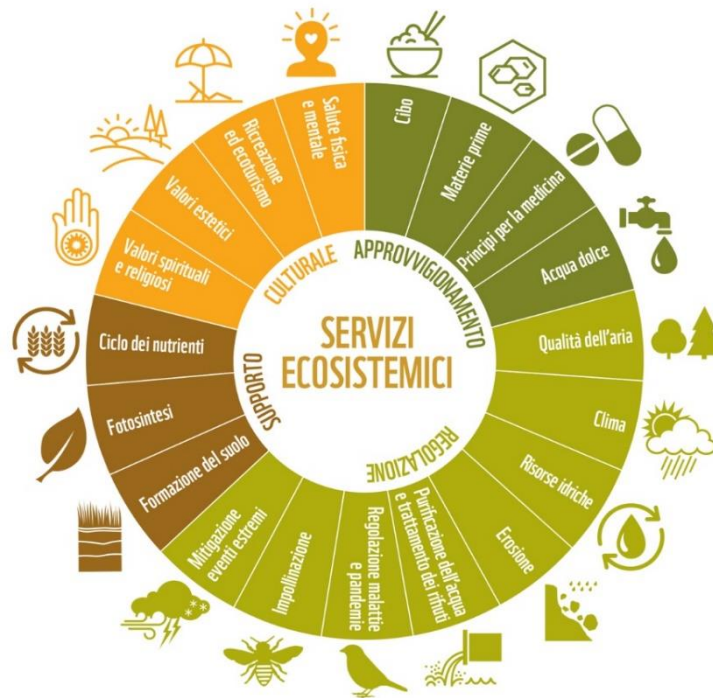 SERVIZI
ECOSISTEMICI
APPROVVIGIONAMENTO
Cibo
Materie prime
Principi per la medicina
Acqua dolce
REGOLAZIONE
Qualità dell'aria
Clima
Risorse idriche
Erosione
Purificazione dell'acqua
e trattamento dei rifiuti
Regolazione malattie
e pandemie
Impollinazione
Mitigazione
eventi estremi
SUPPORTO
Formazione del suolo
Fotosintesi
Ciclo dei nutrienti
CULTURALE
Valori spirituali
e religiosi
Valori estetici
Ricreazione
ed ecoturismo
Salute fisica
e mentale